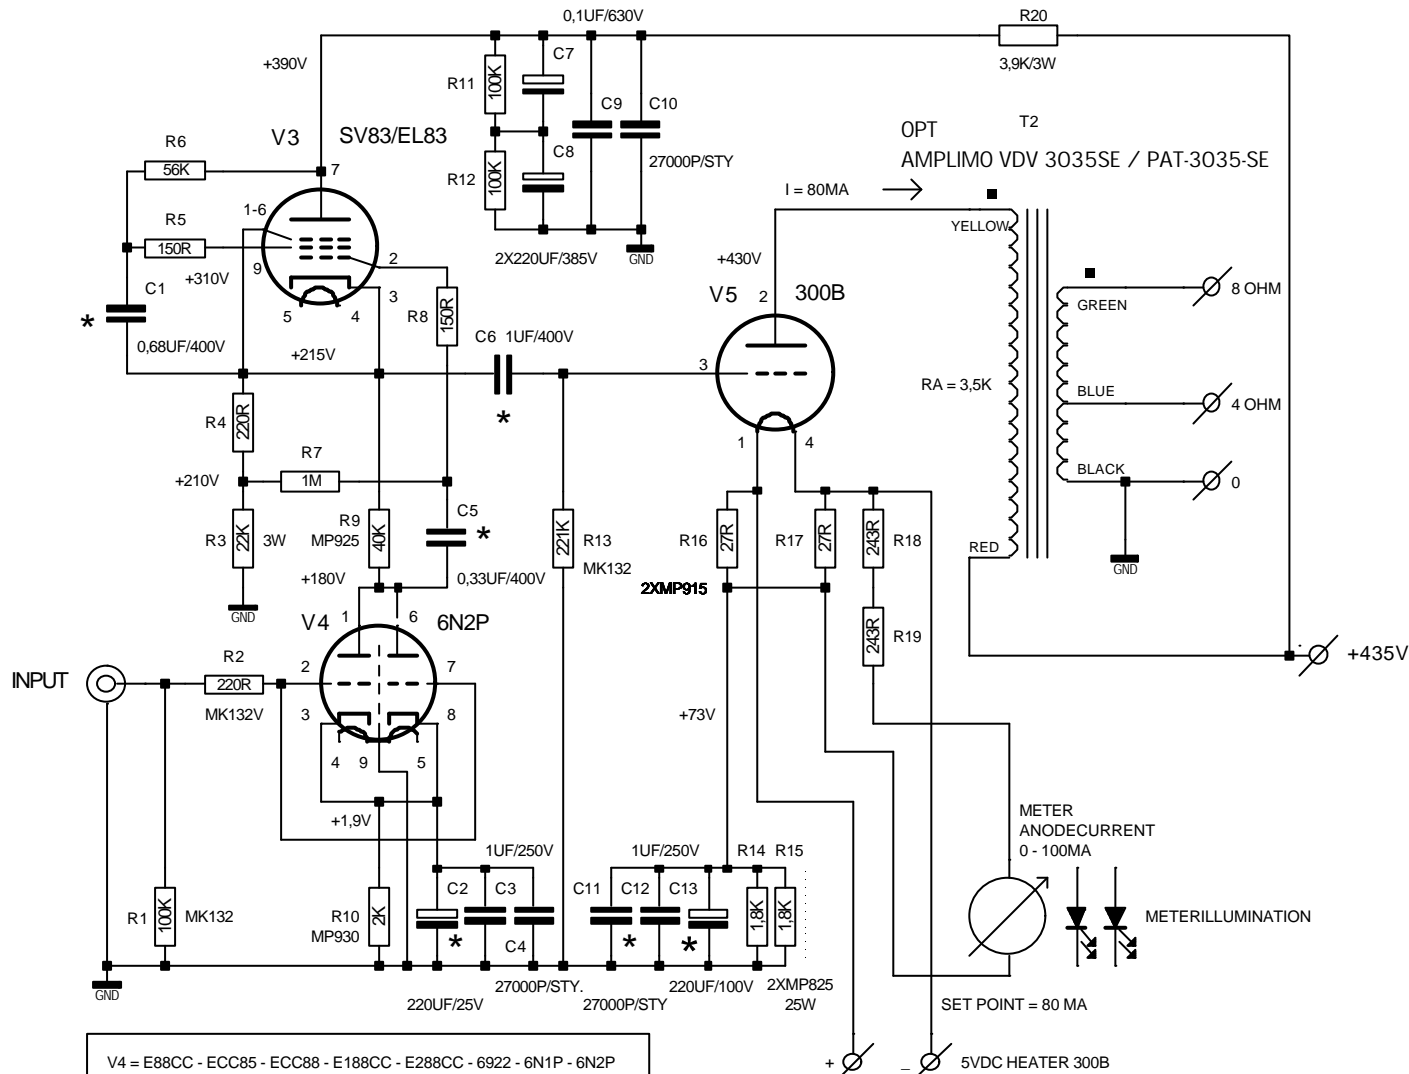 0,1UF/630V
R20
3,9K/3W
+390V
R11
100K
C7
C9
C10
V3
SV83/EL83
R6
56K
7
R12
100K
C8
27000P/STY
OPT
T2
AMPLIMO VDV 3035SE / PAT-3035-SE
I = 80MA
1-6
R5
150R
9
+310V
2
3
5
4
C1
*
0,68UF/400V
R8
150R
2X220UF/385V
GND
+430V
V5
2
300B
YELLOW
GREEN
8 OHM
+215V
C6
1UF/400V
*
3
RA = 3,5K
BLUE
4 OHM
R4
220R
1
4
R7
1M
+210V
BLACK
0
R3
22K
3W
R9
MP925
40K
C5
*
0,33UF/400V
221K
R13
MK132
R16
27R
R17
27R
243R
R18
RED
GND
GND
+180V
2XMP915
V4
1
6
6N2P
243R
R19
INPUT
R2
220R
MK132V
2
7
+435V
3
8
+73V
4
9
5
+1,9V
METER
ANODECURRENT
0 - 100MA
1UF/250V
1UF/250V
R14
R15
C2
C3
C11
C12
C13
R1
100K
MK132
R10
MP930
2K
*
C4
*
*
1,8K
1,8K
METERILLUMINATION
GND
220UF/25V
27000P/STY.
27000P/STY
220UF/100V
2XMP825
25W
SET POINT = 80 MA
V4 = E88CC - ECC85 - ECC88 - E188CC - E288CC - 6922 - 6N1P - 6N2P
+
–
5VDC HEATER 300B